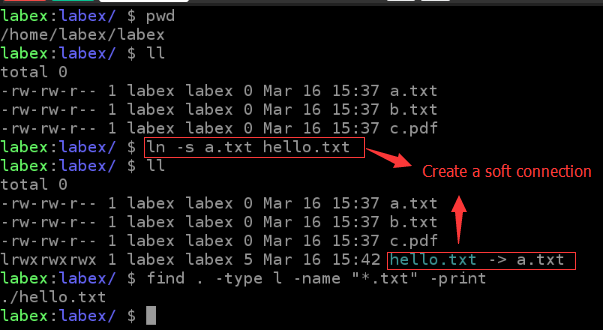 labex:labex/ $ pwd
/home/labex/labex
labex:labex/ $ ll
total 0
-rw-rw-r-- 1 labex labex 0 Mar 16 15:37 a.txt
-rw-rw-r-- 1 labex labex 0 Mar 16 15:37 b.txt
-rw-rw-r-- 1 labex labex 0 Mar 16 15:37 c.pdf
labex:labex/ $ ln -s a.txt hello.txt
labex:labex/ $ ll
Create a soft connection
total 0
-rw-rw-r-- 1 labex labex 0 Mar 16 15:37 a.txt
-rw-rw-r-- 1 labex labex 0 Mar 16 15:37 b.txt
-rw-rw-r-- 1 labex labex 0 Mar 16 15:37 c.pdf
lrwxrwxrwx 1 labex labex 5 Mar 16 15:42 hello.txt -> a.txt
labex:labex/ $ find . -type l -name "*.txt" -print
./hello.txt
labex:labex/ $